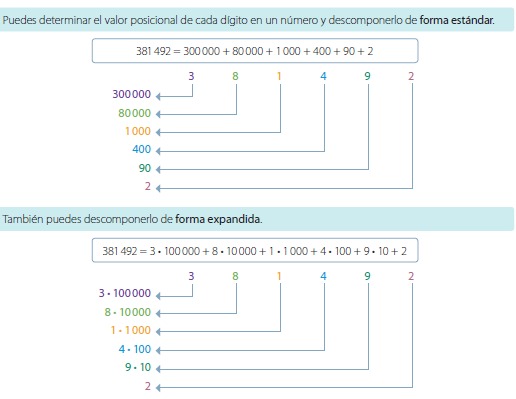 Puedes determinar el valor posicional de cada dígito en un número y descomponerlo de forma estándar.
381 492 = 300 000 + 80 000 + 1 000 + 400 + 90 + 2
3 8 1 4 9 2
300 000
80 000
1 000
400
90
2
También puedes descomponerlo de forma expandida.
381 492 = 3 • 100 000 + 8 • 10 000 + 1 • 1 000 + 4 • 100 + 9 • 10 + 2
3 8 1 4 9 2
3 • 100 000
8 • 10 000
1 • 1 000
4 • 100
9 • 10
2